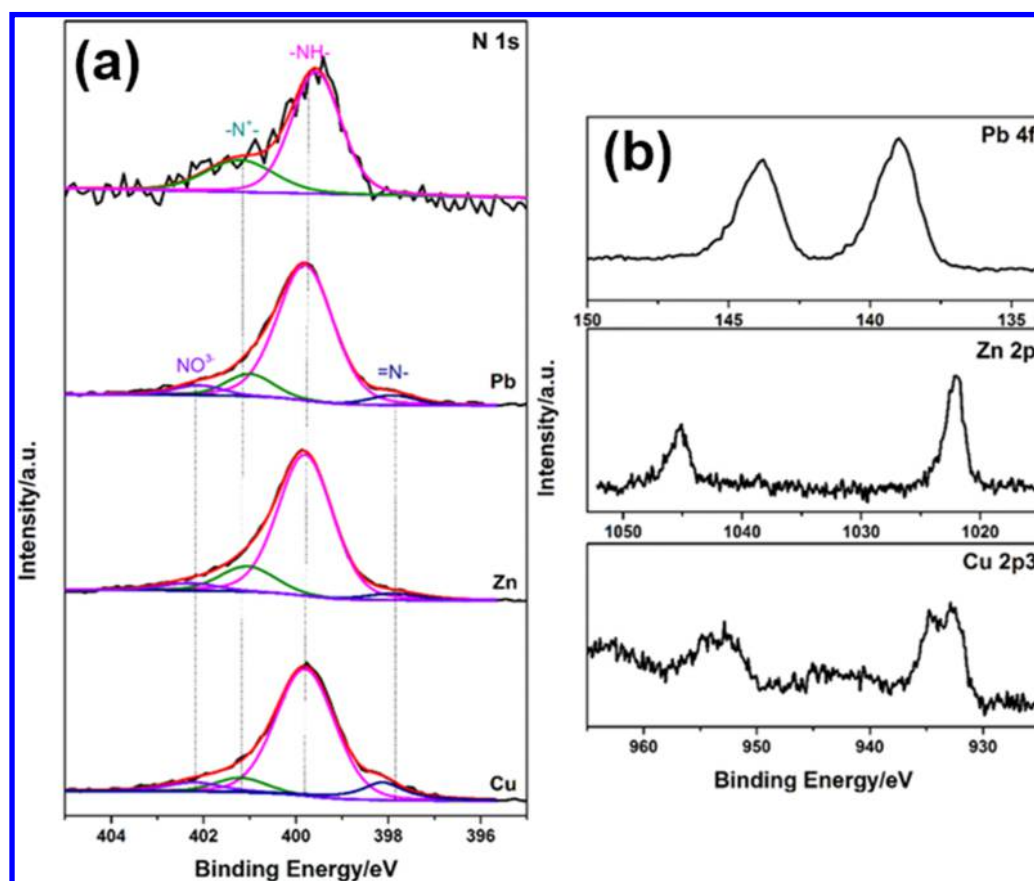 (a)
N 1s
-NH-
-N⁺-
NO³⁻
=N-
Pb
Zn
Cu
404 402 400 398 396
Binding Energy/eV
Intensity/a.u.
(b)
Pb 4f
150 145 140 135
Zn 2p
1050 1040 1030 1020
Cu 2p3
960 950 940 930
Binding Energy/eV
Intensity/a.u.